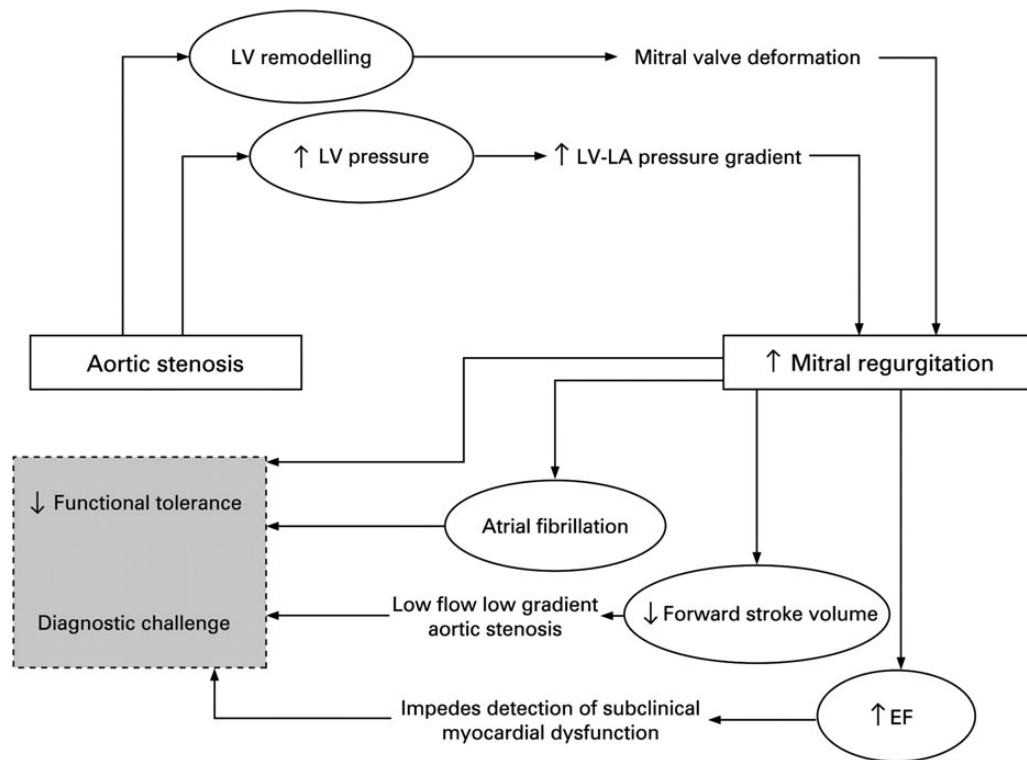 LV remodelling
Mitral valve deformation
↑ LV pressure
↑ LV-LA pressure gradient
Aortic stenosis
↑ Mitral regurgitation
↓ Functional tolerance
Atrial fibrillation
Diagnostic challenge
Low flow low gradient
aortic stenosis
↓ Forward stroke volume
Impedes detection of subclinical
myocardial dysfunction
↑ EF